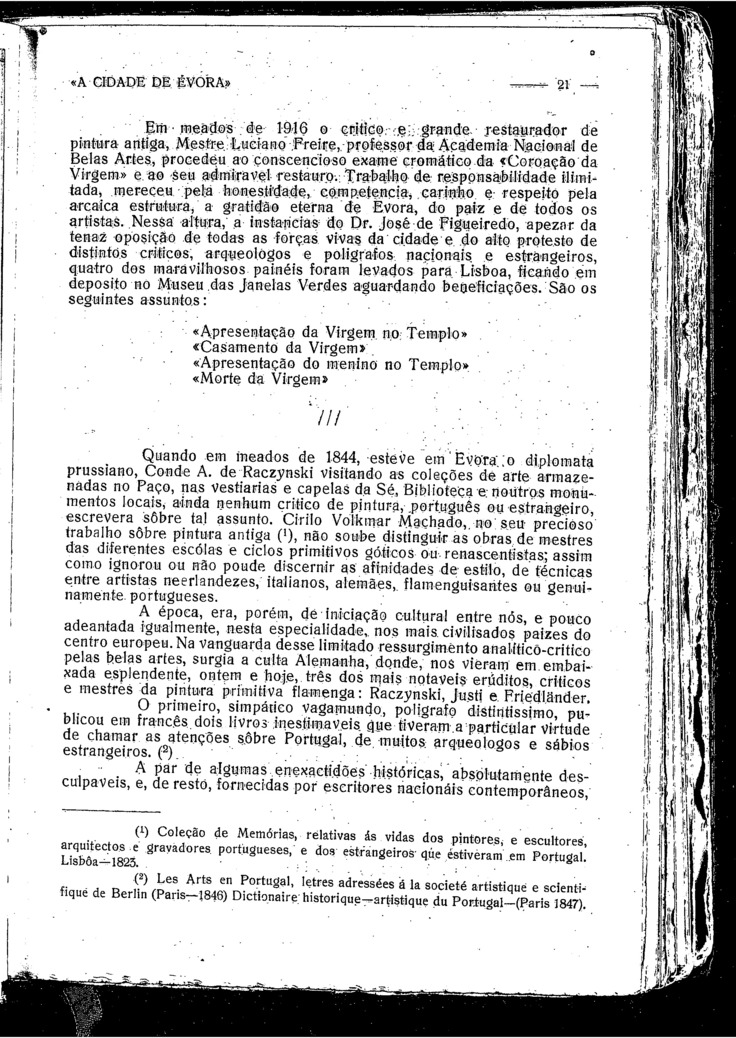 «A CIDADE DE ÉVORA»
— 21 —
Em meados de 1916 o critico e grande restaurador de
pintura antiga, Mestre Luciano Freire, professor da Academia Nacional de
Belas Artes, procedeu ao conscencioso exame cromático da «Coroação da
Virgem» e ao seu admiravel restauro. Trabalho de responsabilidade ilimi-
tada, mereceu pela honestidade, competencia, carinho e respeito pela
arcaica estrutura, a gratidão eterna de Evora, do paiz e de todos os
artistas. Nessa altura, a instancias do Dr. José de Figueiredo, apezar da
tenaz oposição de todas as forças vivas da cidade e do alto protesto de
distintos criticos, arqueologos e poligrafos nacionais e estrangeiros,
quatro dos maravilhosos painéis foram levados para Lisboa, ficando em
deposito no Museu das Janelas Verdes aguardando beneficiações. São os
seguintes assuntos:
«Apresentação da Virgem no Templo»
«Casamento da Virgem»
«Apresentação do menino no Templo»
«Morte da Virgem»
///
Quando em meados de 1844, esteve em Evora o diplomata
prussiano, Conde A. de Raczynski visitando as coleções de arte armaze-
nadas no Paço, nas vestiarias e capelas da Sé, Biblioteca e noutros monu-
mentos locais, ainda nenhum critico de pintura, português ou estrangeiro,
escrevera sôbre tal assunto. Cirilo Volkmar Machado, no seu precioso
trabalho sôbre pintura antiga (¹), não soube distinguir as obras de mestres
das diferentes escólas e ciclos primitivos góticos ou renascentistas; assim
como ignorou ou não poude discernir as afinidades de estilo, de técnicas
entre artistas neerlandezes, italianos, alemães, flamenguisantes ou genui-
namente portugueses.
A época, era, porém, de iniciação cultural entre nós, e pouco
adeantada igualmente, nesta especialidade, nos mais civilisados paizes do
centro europeu. Na vanguarda desse limitado ressurgimento analítico-critico
pelas belas artes, surgia a culta Alemanha, donde, nos vieram em embai-
xada esplendente, ontem e hoje, três dos mais notaveis erúditos, criticos
e mestres da pintura primitiva flamenga: Raczynski, Justi e Friedländer.
O primeiro, simpático vagamundo, poligrafo distintissimo, pu-
blicou em francês dois livros inestimaveis que tiveram a particular virtude
de chamar as atenções sôbre Portugal, de muitos arqueologos e sábios
estrangeiros. (²)
A par de algumas enexactidões históricas, absolutamente des-
culpaveis, e, de resto, fornecidas por escritores nacionáis contemporâneos,
(¹) Coleção de Memórias, relativas ás vidas dos pintores, e escultores,
arquitectos e gravadores portugueses, e dos estrangeiros que éstiveram em Portugal.
Lisbôa—1823.
(²) Les Arts en Portugal, letres adressées á la societé artistique e scienti-
fique de Berlin (Paris—1846) Dictionaire historique—artistique du Portugal—(Paris 1847).